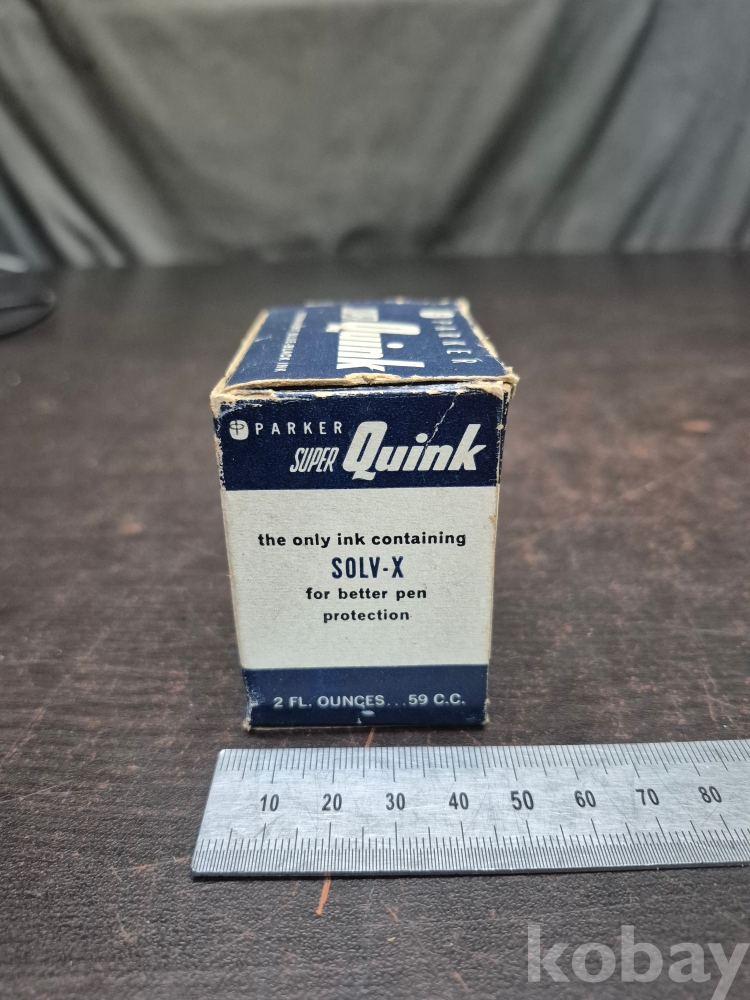 PARKER
Quink
PARKER
SUPER Quink
the only ink containing
SOLV-X
for better pen
protection
2 FL. OUNCES...59 C.C.
10 20 30 40 50 60 70 80
kobay